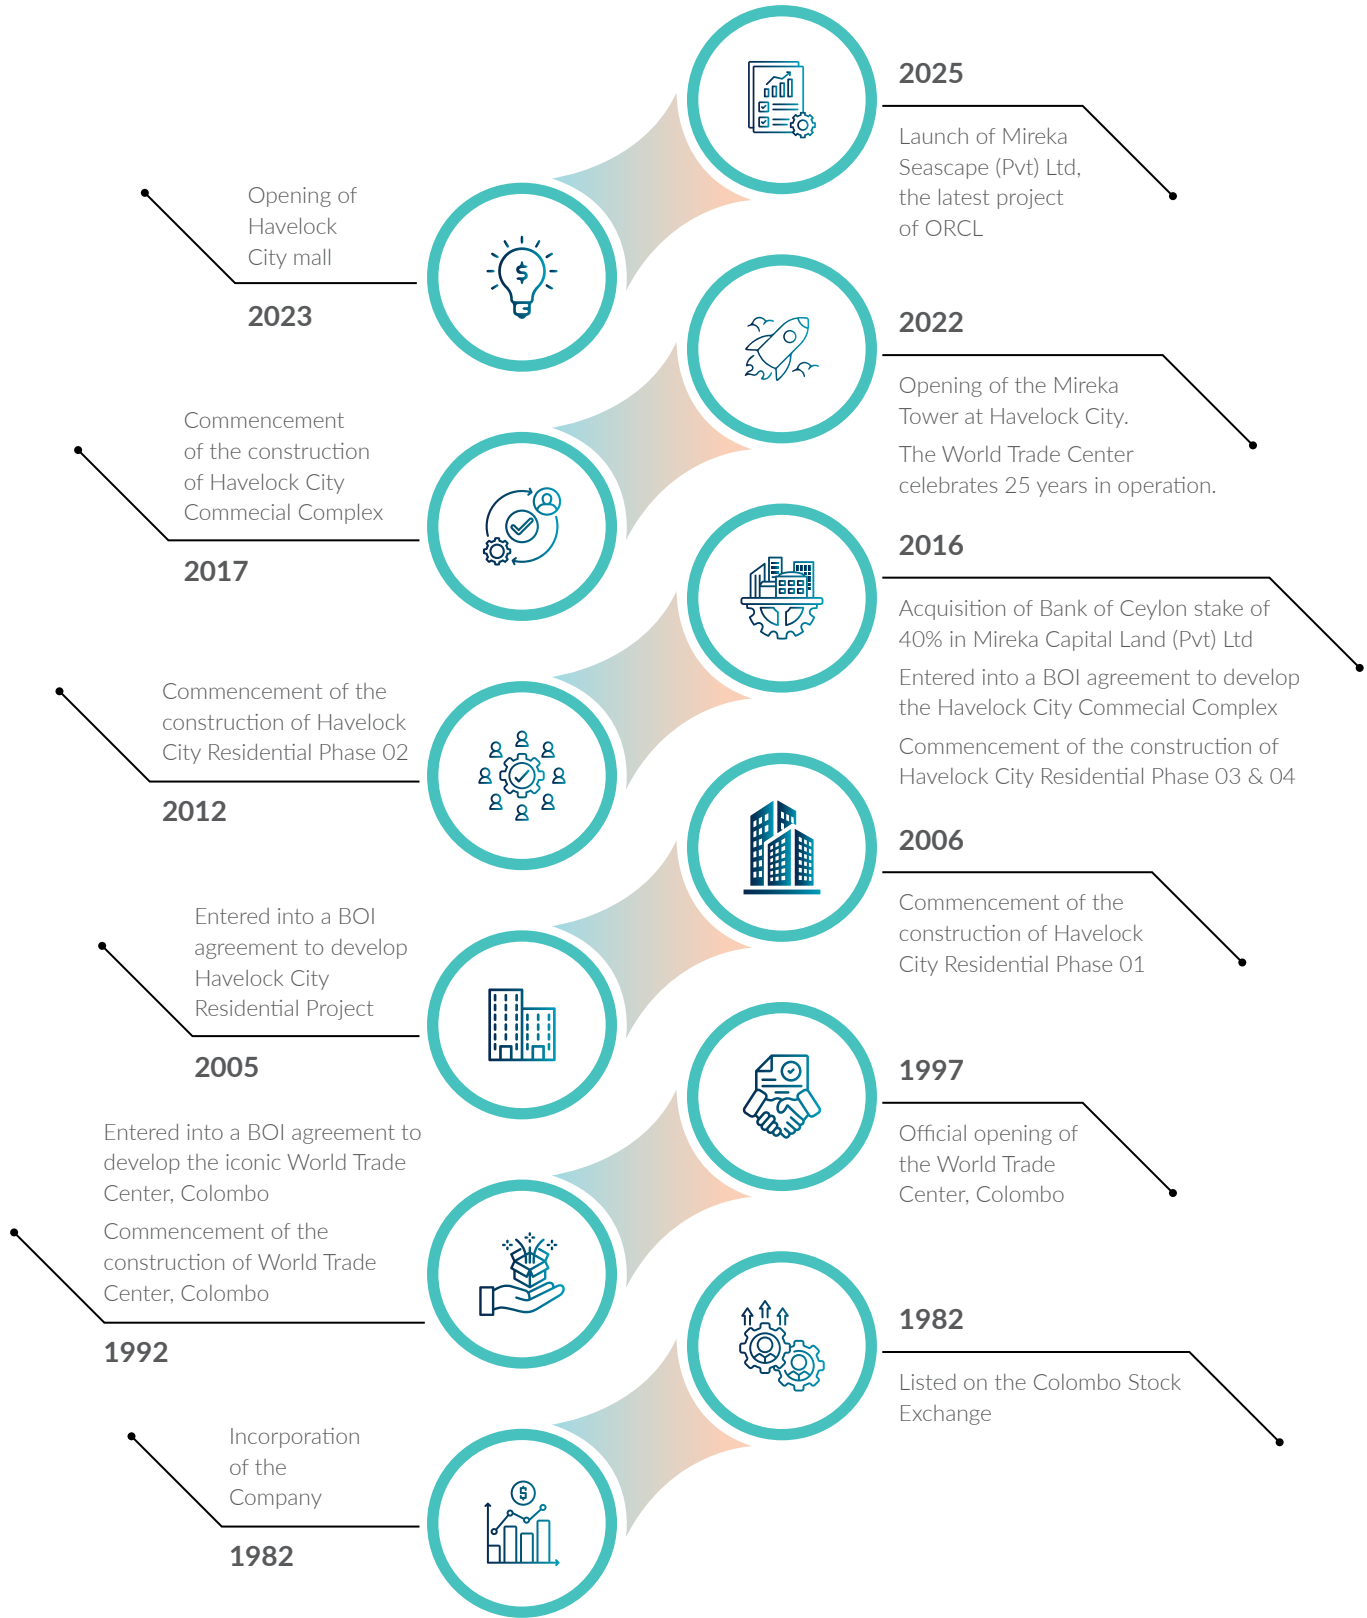 2025
Launch of Mireka
Seascape (Pvt) Ltd,
the latest project
of ORCL
Opening of
Havelock
City mall
2023
2022
Opening of the Mireka
Tower at Havelock City.
The World Trade Center
celebrates 25 years in operation.
Commencement
of the construction
of Havelock City
Commecial Complex
2017
2016
Acquisition of Bank of Ceylon stake of
40% in Mireka Capital Land (Pvt) Ltd
Entered into a BOI agreement to develop
the Havelock City Commecial Complex
Commencement of the construction of
Havelock City Residential Phase 03 & 04
Commencement of the
construction of Havelock
City Residential Phase 02
2012
2006
Commencement of the
construction of Havelock
City Residential Phase 01
Entered into a BOI
agreement to develop
Havelock City
Residential Project
2005
1997
Official opening of
the World Trade
Center, Colombo
Entered into a BOI agreement to
develop the iconic World Trade
Center, Colombo
Commencement of the
construction of World Trade
Center, Colombo
1992
1982
Listed on the Colombo Stock
Exchange
Incorporation
of the
Company
1982